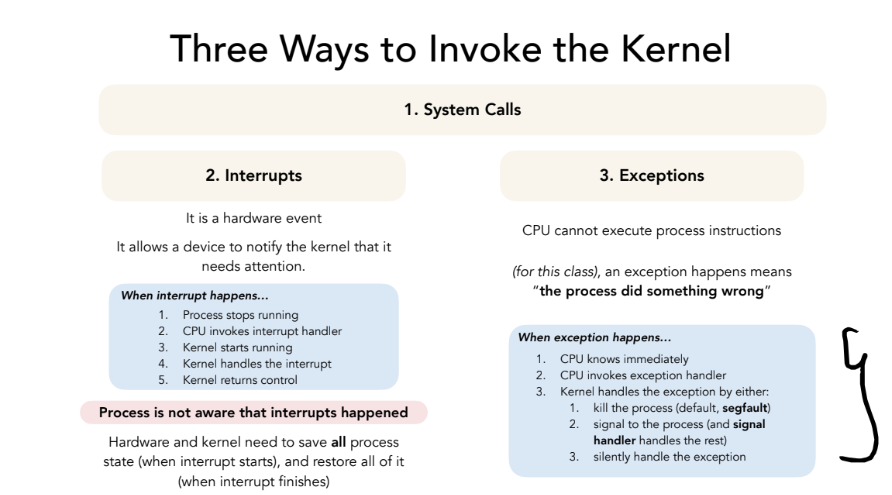 Three Ways to Invoke the Kernel
1. System Calls
2. Interrupts
It is a hardware event
It allows a device to notify the kernel that it
needs attention.
When interrupt happens...
1. Process stops running
2. CPU invokes interrupt handler
3. Kernel starts running
4. Kernel handles the interrupt
5. Kernel returns control
Process is not aware that interrupts happened
Hardware and kernel need to save all process
state (when interrupt starts), and restore all of it
(when interrupt finishes)
3. Exceptions
CPU cannot execute process instructions
(for this class), an exception happens means
“the process did something wrong”
When exception happens...
1. CPU knows immediately
2. CPU invokes exception handler
3. Kernel handles the exception by either:
1. kill the process (default, segfault)
2. signal to the process (and signal
handler handles the rest)
3. silently handle the exception